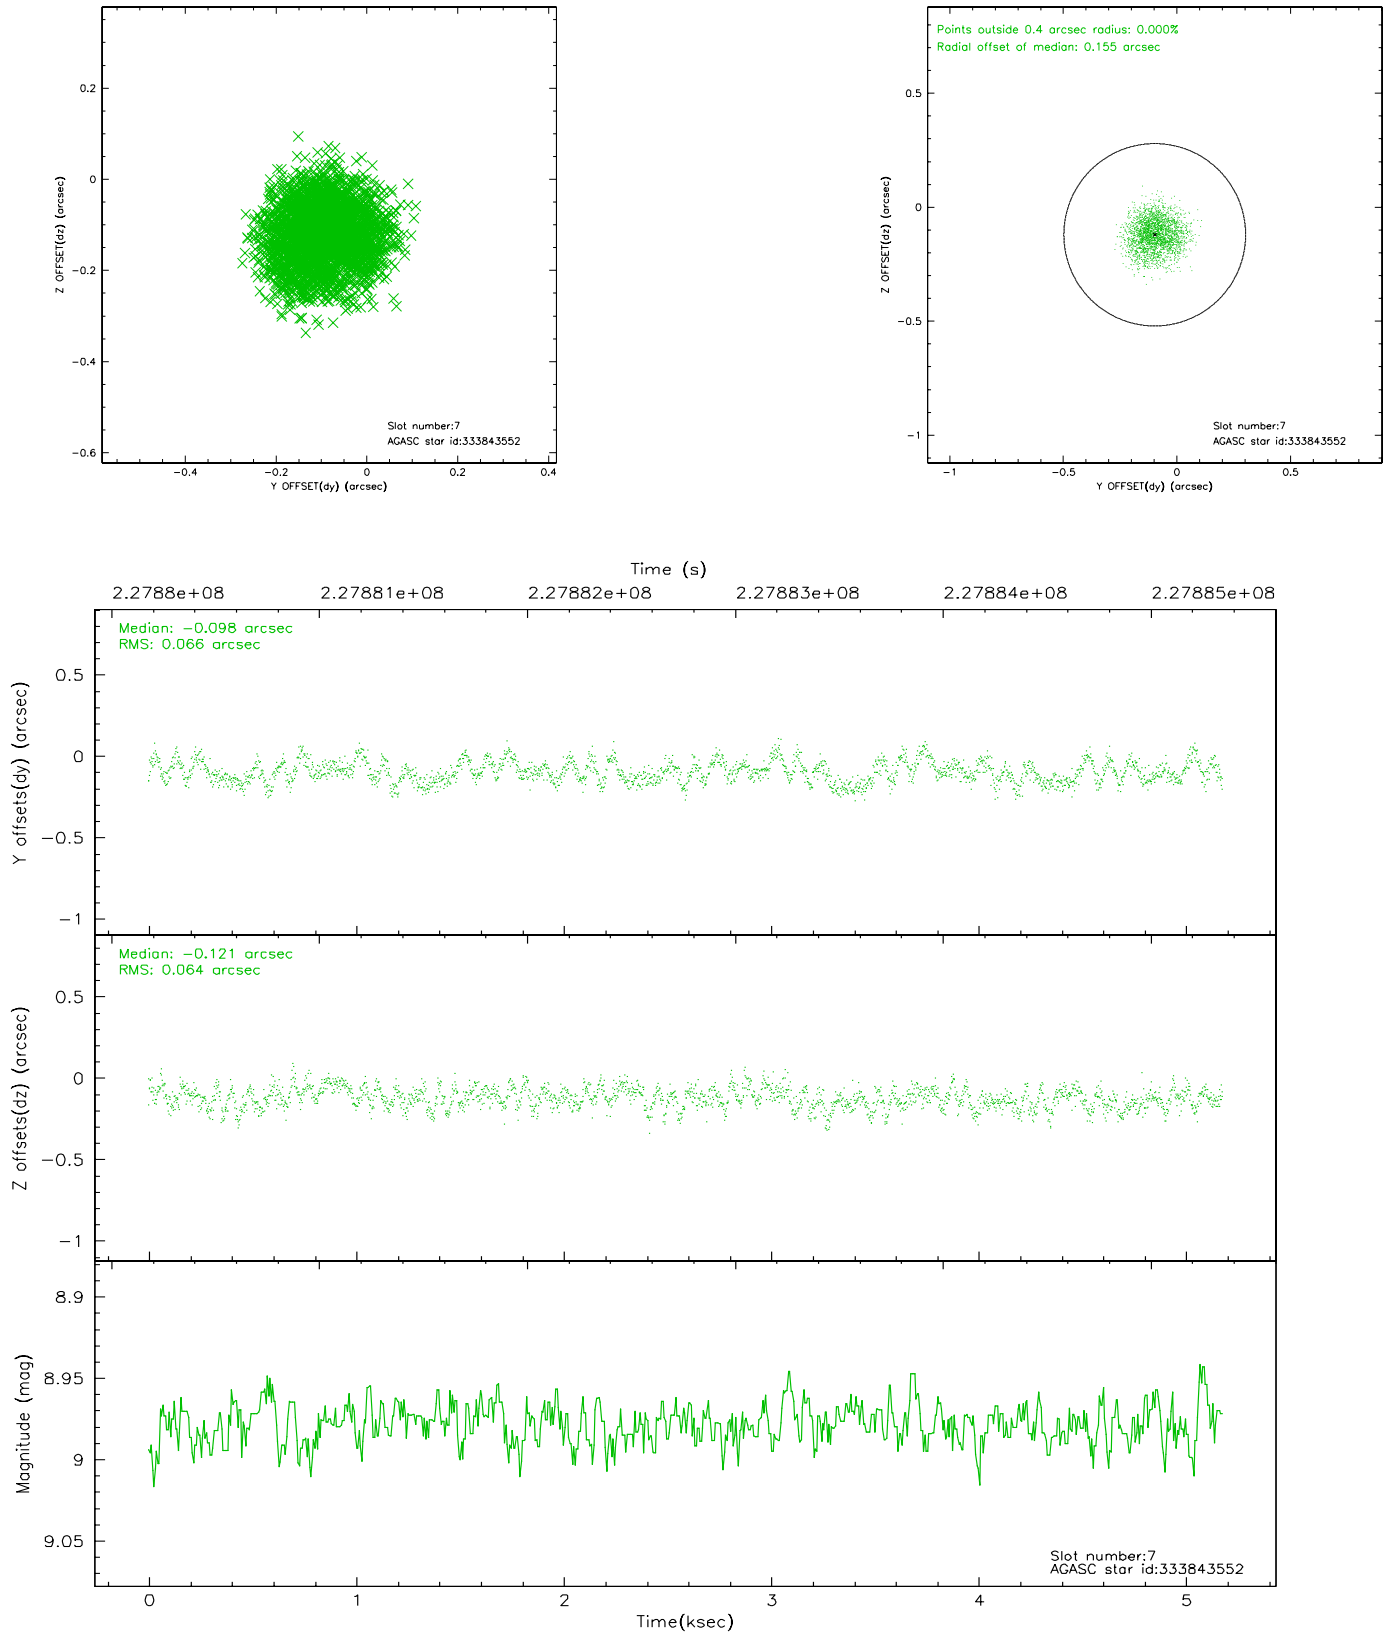 0.2
0
−0.2
−0.4
−0.6
Z OFFSET(dz) (arcsec)
Slot number:7
AGASC star id:333843552
−0.4 −0.2 0 0.2 0.4
Y OFFSET(dy) (arcsec)
Points outside 0.4 arcsec radius: 0.000%
Radial offset of median: 0.155 arcsec
0.5
0
−0.5
−1
Z OFFSET(dz) (arcsec)
Slot number:7
AGASC star id:333843552
−1 −0.5 0 0.5
Y OFFSET(dy) (arcsec)
Time (s)
2.2788e+08 2.27881e+08 2.27882e+08 2.27883e+08 2.27884e+08 2.27885e+08
Median: −0.098 arcsec
RMS: 0.066 arcsec
0.5
0
−0.5
−1
Y offsets(dy) (arcsec)
Median: −0.121 arcsec
RMS: 0.064 arcsec
0.5
0
−0.5
−1
Z offsets(dz) (arcsec)
8.9
8.95
9
9.05
Magnitude (mag)
Slot number:7
AGASC star id:333843552
0 1 2 3 4 5
Time(ksec)